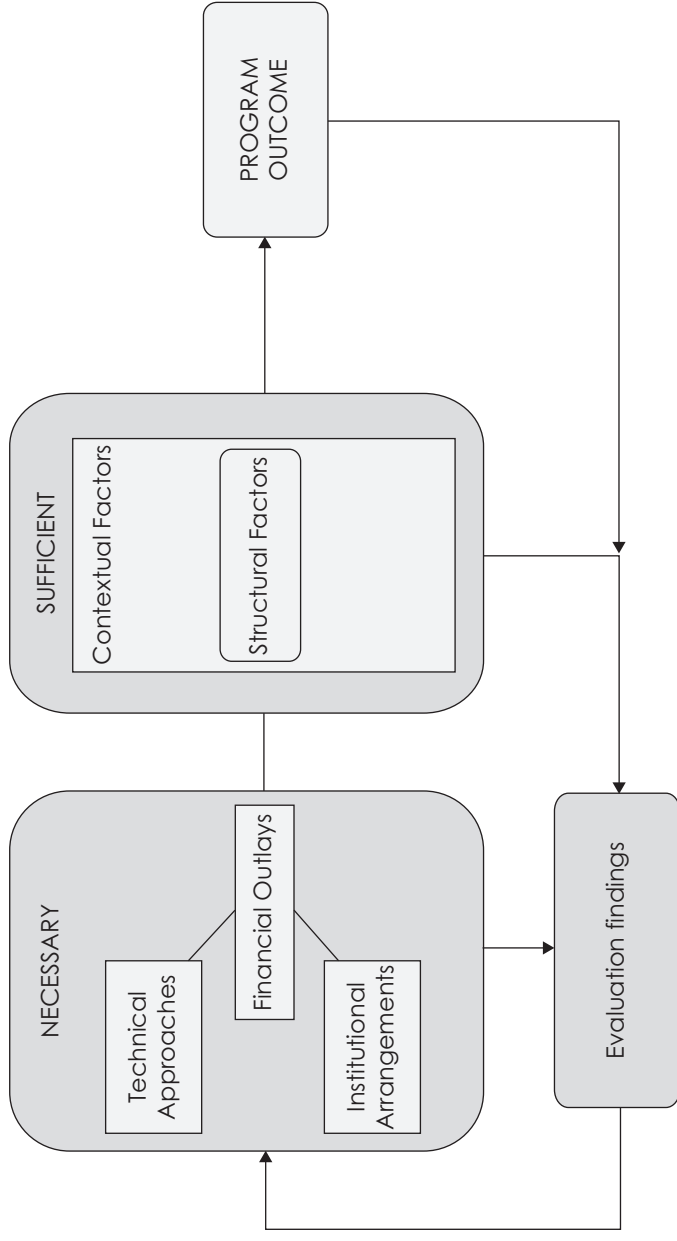 NECESSARY
Technical
Approaches
Financial Outlays
Institutional
Arrangements
SUFFICIENT
Contextual Factors
Structural Factors
PROGRAM
OUTCOME
Evaluation findings